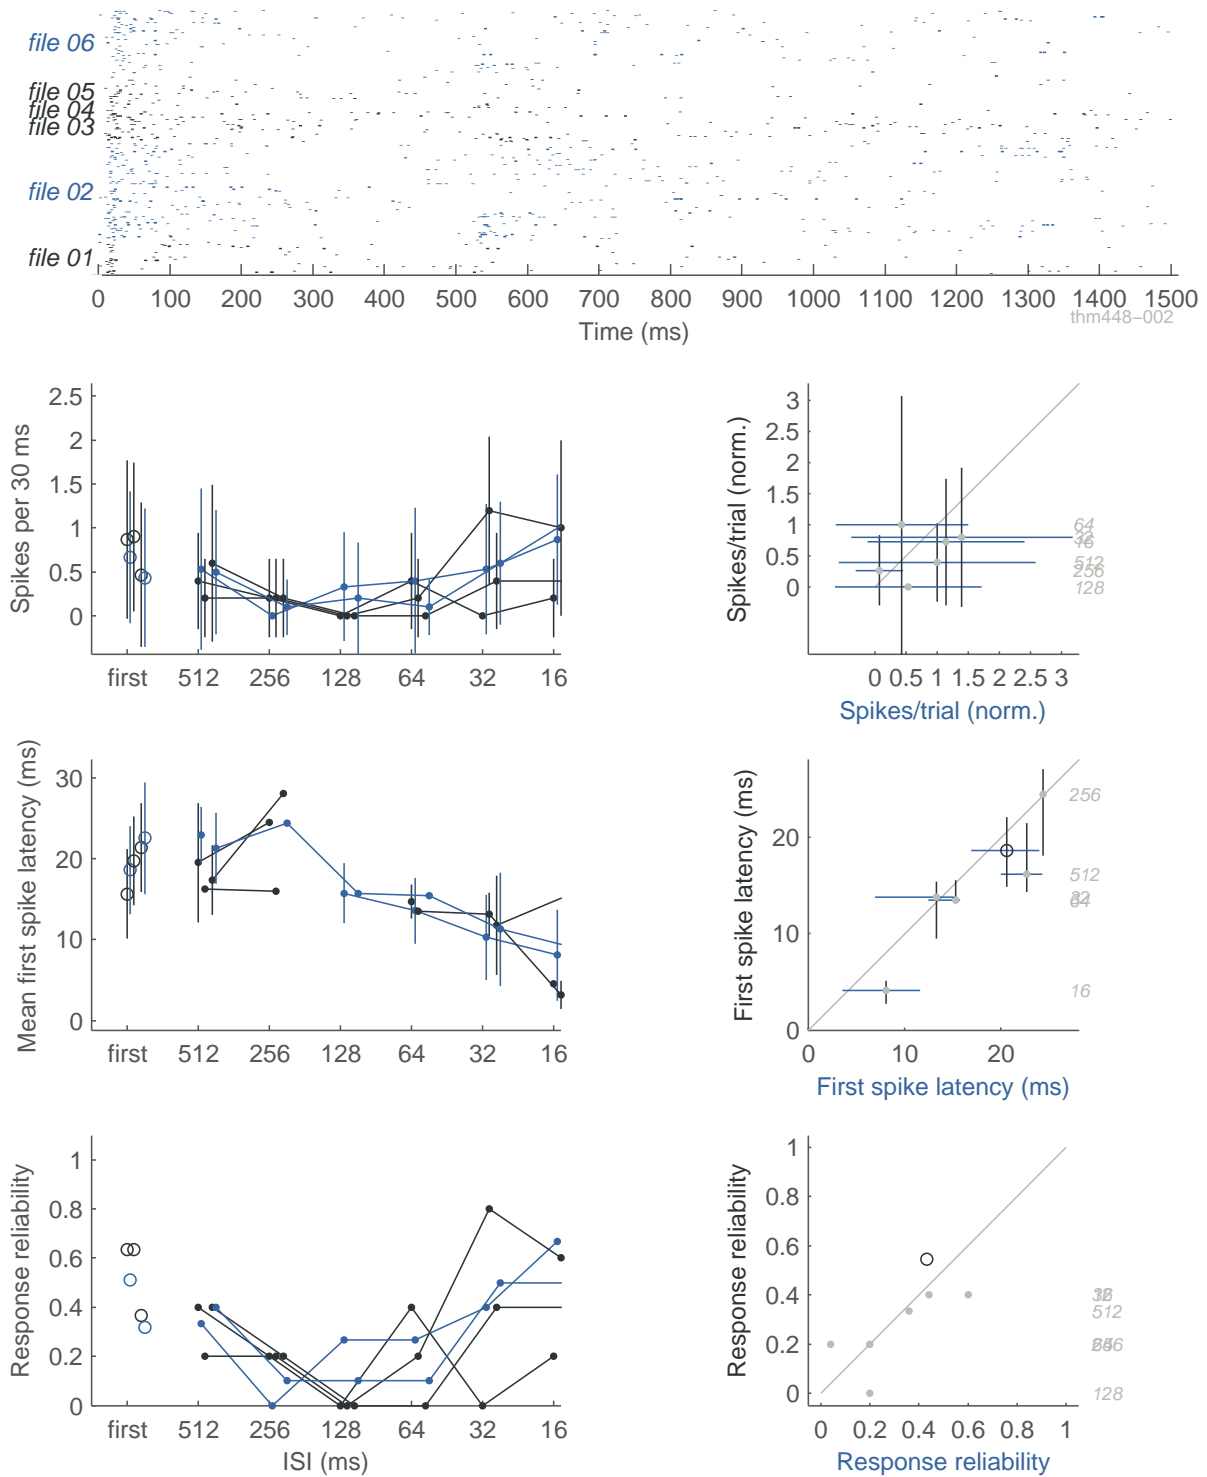 file 06
file 05
file 04
file 03
file 02
file 01
0 100 200 300 400 500 600 700 800 900 1000 1100 1200 1300 1400 1500
Time (ms)
thm448−002
Spikes per 30 ms
2.5
2
1.5
1
0.5
0
first 512 256 128 64 32 16
Spikes/trial (norm.)
3
2.5
2
1.5
1
0.5
0
64
32
16
512
256
128
0 0.5 1 1.5 2 2.5 3
Spikes/trial (norm.)
Mean first spike latency (ms)
30
20
10
0
first 512 256 128 64 32 16
First spike latency (ms)
20
10
0
256
512
32
64
16
0 10 20
First spike latency (ms)
Response reliability
1
0.8
0.6
0.4
0.2
0
first 512 256 128 64 32 16
ISI (ms)
Response reliability
1
0.8
0.6
0.4
0.2
0
512
128
0 0.2 0.4 0.6 0.8 1
Response reliability